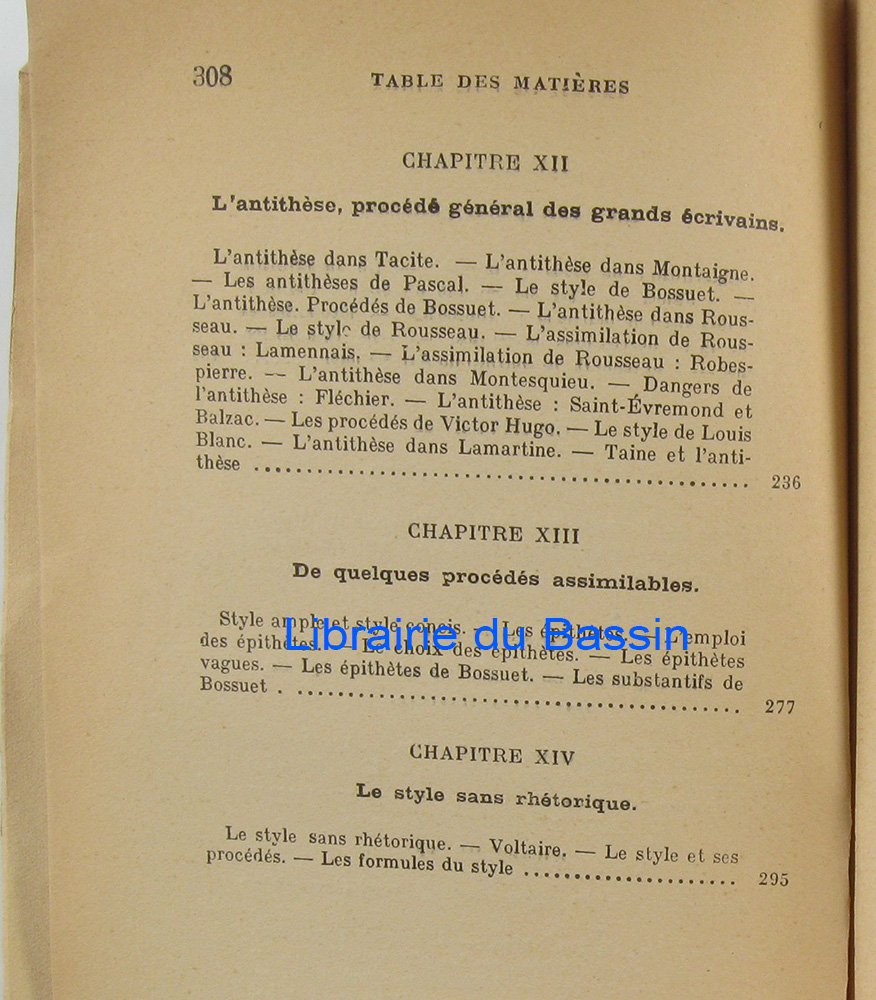 308
TABLE DES MATIÈRES
CHAPITRE XII
L'antithèse, procédé général des grands écrivains.
L'antithèse dans Tacite. — L'antithèse dans Montaigne.
— Les antithèses de Pascal. — Le style de Bossuet. —
L'antithèse. Procédés de Bossuet. — L'antithèse dans Rous-
seau. — Le style de Rousseau. — L'assimilation de Rous-
seau : Lamennais. — L'assimilation de Rousseau : Robes-
pierre. — L'antithèse dans Montesquieu. — Dangers de
l'antithèse : Fléchier. — L'antithèse : Saint-Évremond et
Balzac. — Les procédés de Victor Hugo. — Le style de Louis
Blanc. — L'antithèse dans Lamartine. — Taine et l'anti-
thèse ........................................ 236
CHAPITRE XIII
De quelques procédés assimilables.
Style ample et style concis. — Les épithètes. — L'emploi
des épithètes. — Le choix des épithètes. — Les épithètes
vagues. — Les épithètes de Bossuet. — Les substantifs de
Bossuet ........................................ 277
Librairie du Bassin
CHAPITRE XIV
Le style sans rhétorique.
Le style sans rhétorique. — Voltaire. — Le style et ses
procédés. — Les formules du style .................... 295